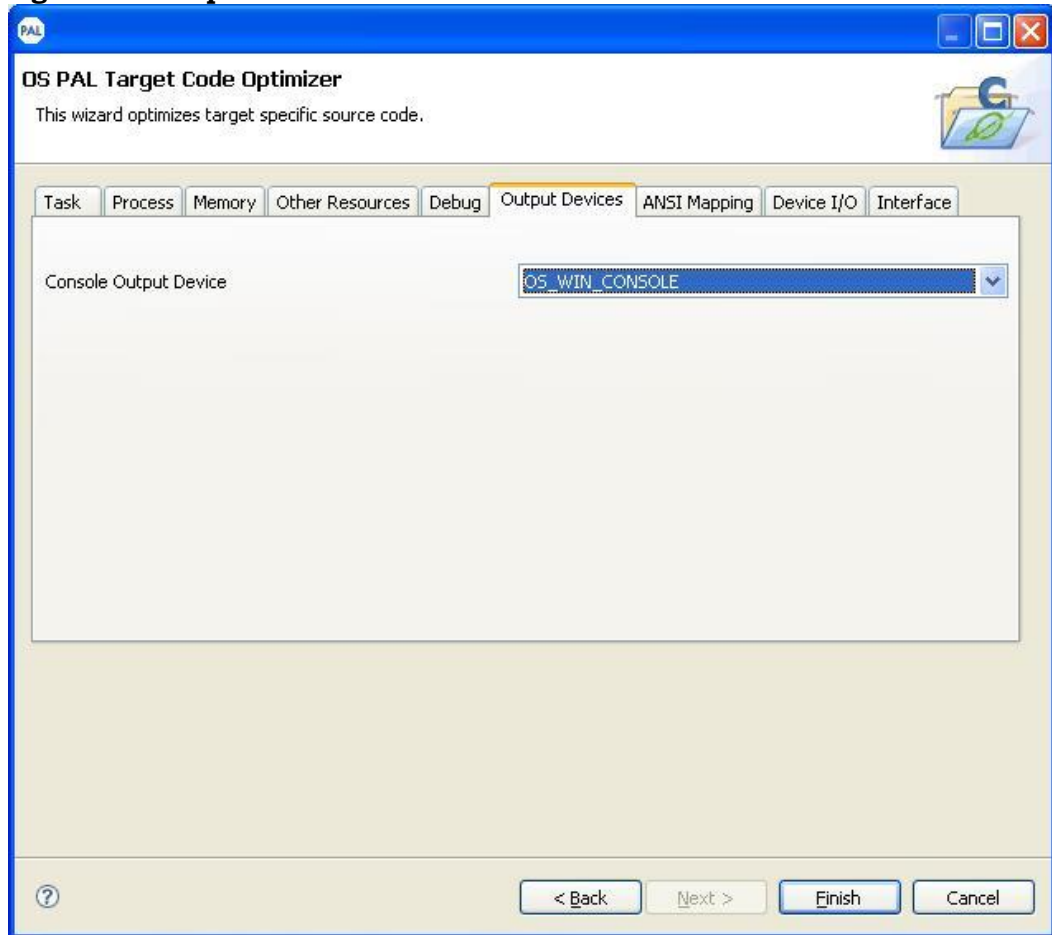 PAL
OS PAL Target Code Optimizer
This wizard optimizes target specific source code.
Task Process Memory Other Resources Debug Output Devices ANSI Mapping Device I/O Interface
Console Output Device OS_WIN_CONSOLE
? < Back Next > Finish Cancel